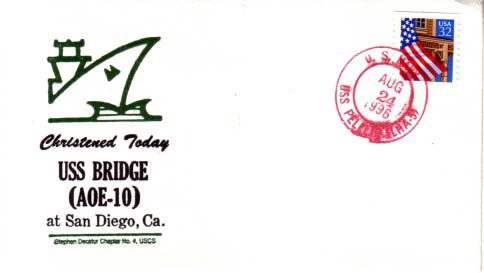 USA
32
U.S.
AUG
24
1996
USS
Christened Today
USS BRIDGE
(AOE-10)
at San Diego, Ca.
Stephen Decatur Chapter No. 4, USCS